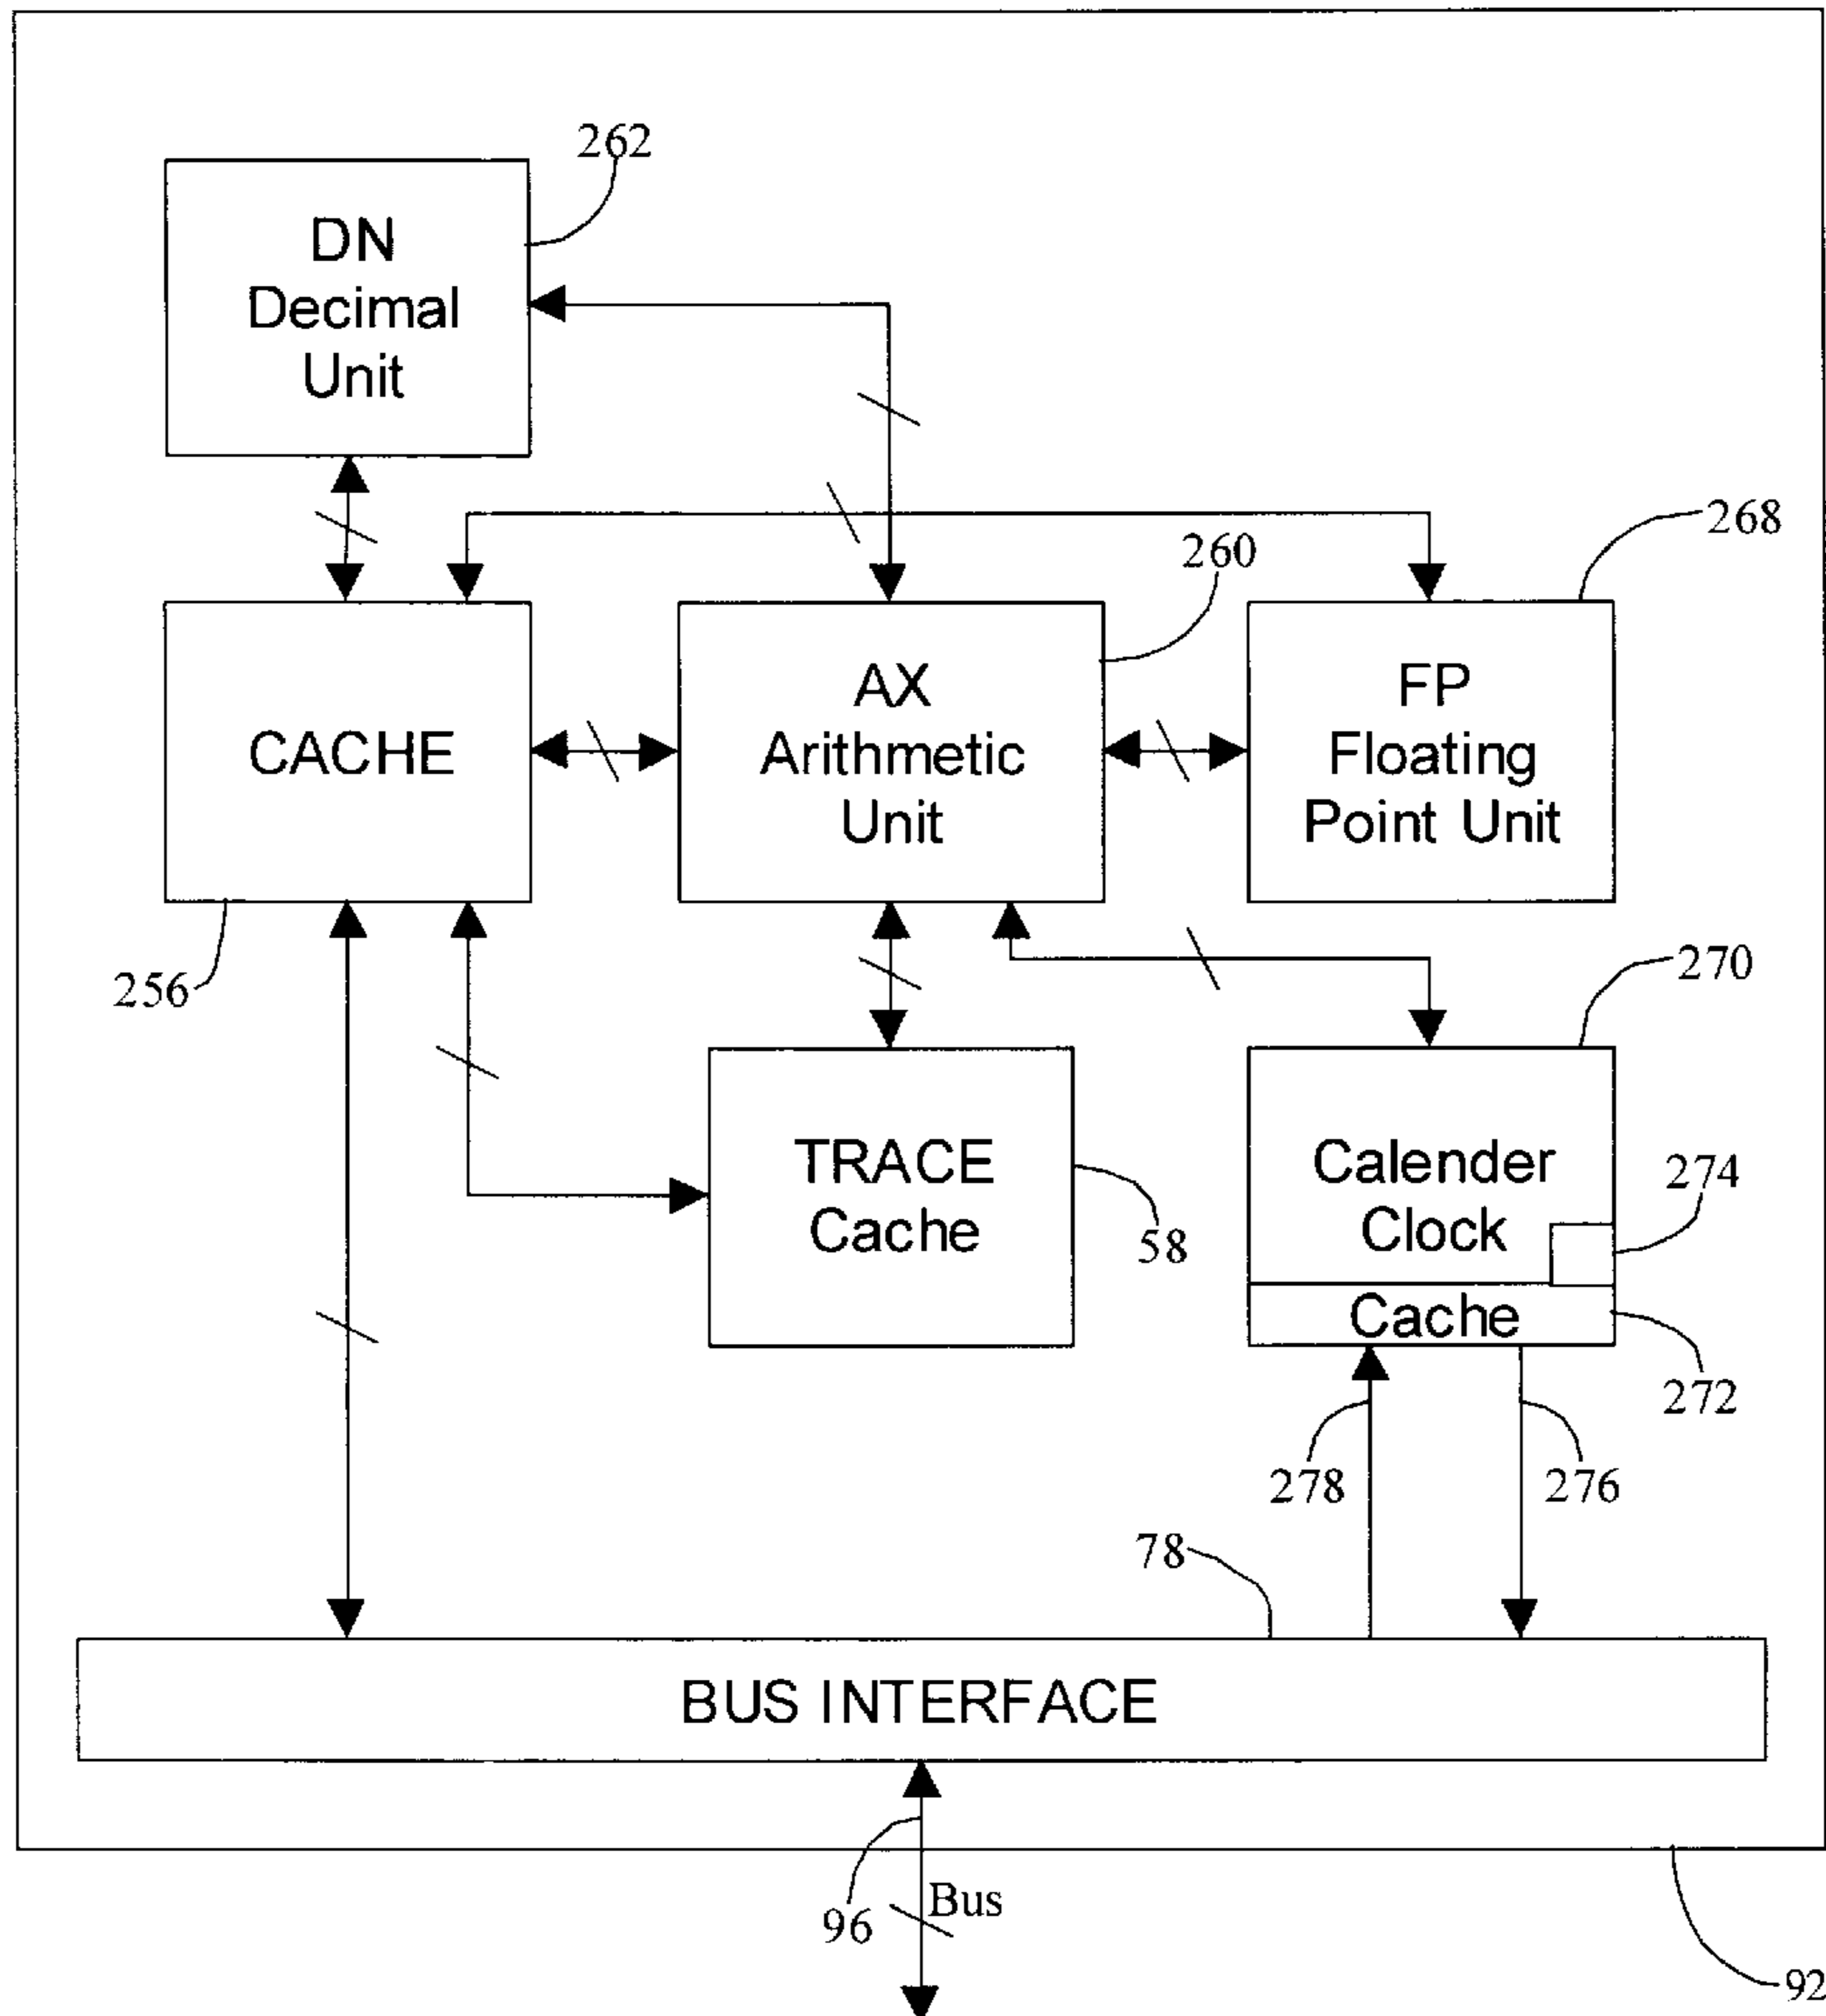 262
DN
Decimal
Unit
268
260
CACHE
AX
Arithmetic
Unit
FP
Floating
Point Unit
256
270
TRACE
Cache
58
Calender
Clock
274
Cache
272
278
276
78
BUS INTERFACE
96
Bus
92